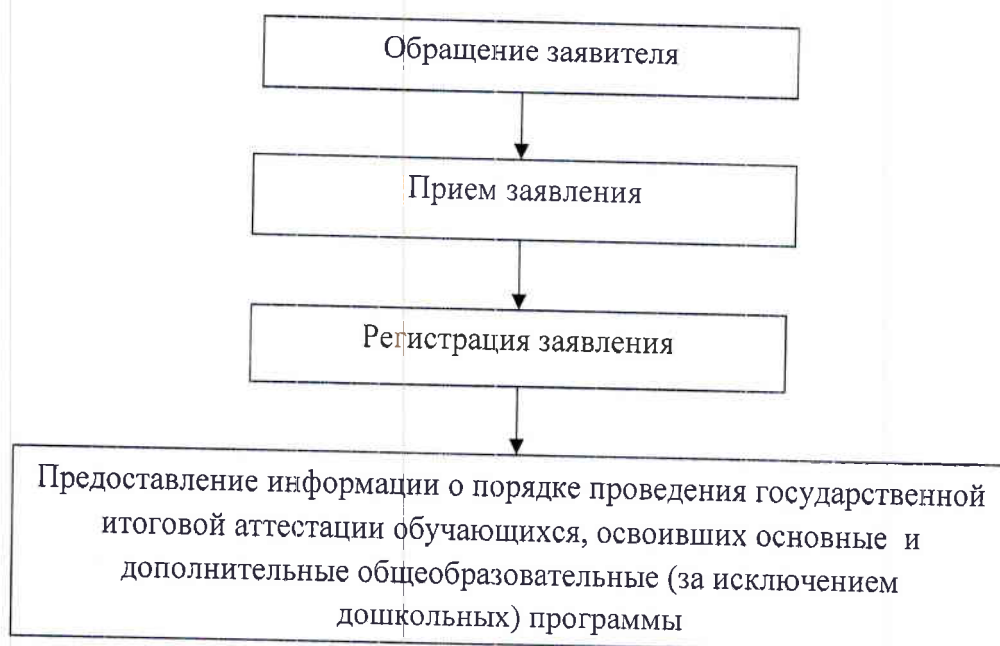 Обращение заявителя
Прием заявления
Регистрация заявления
Предоставление информации о порядке проведения государственной
итоговой аттестации обучающихся, освоивших основные и
дополнительные общеобразовательные (за исключением
дошкольных) программы